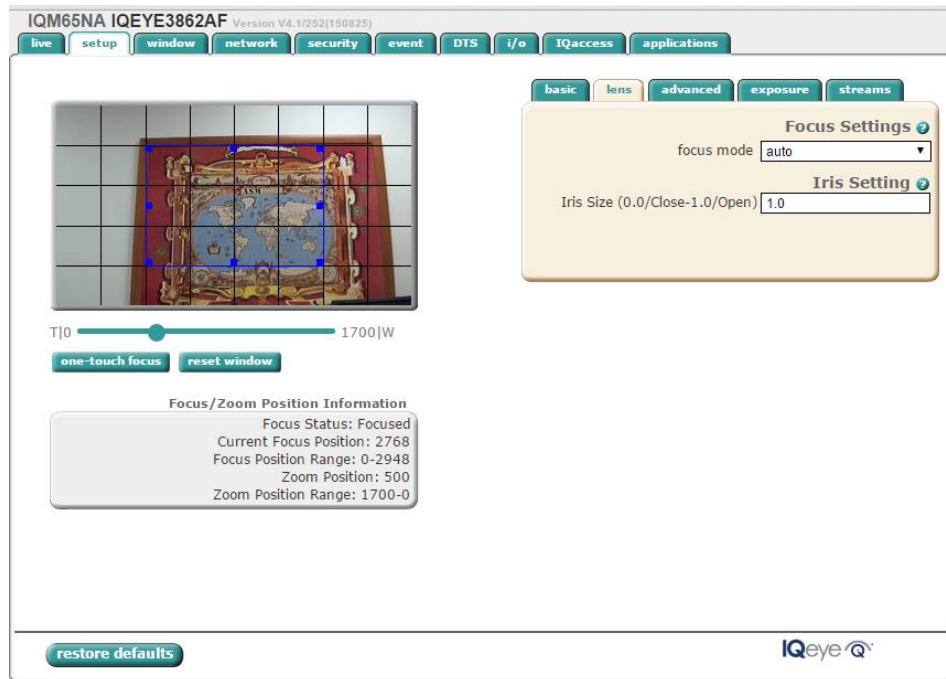 IQM65NA IQEYE3862AF Version V4.1/252(150825)
live setup window network security event DTS i/o IQaccess applications
basic lens advanced exposure streams
Focus Settings ?
focus mode auto
Iris Setting ?
Iris Size (0.0/Close-1.0/Open) 1.0
ASM
T|0 1700|W
one-touch focus reset window
Focus/Zoom Position Information
Focus Status: Focused
Current Focus Position: 2768
Focus Position Range: 0-2948
Zoom Position: 500
Zoom Position Range: 1700-0
restore defaults
IQeye